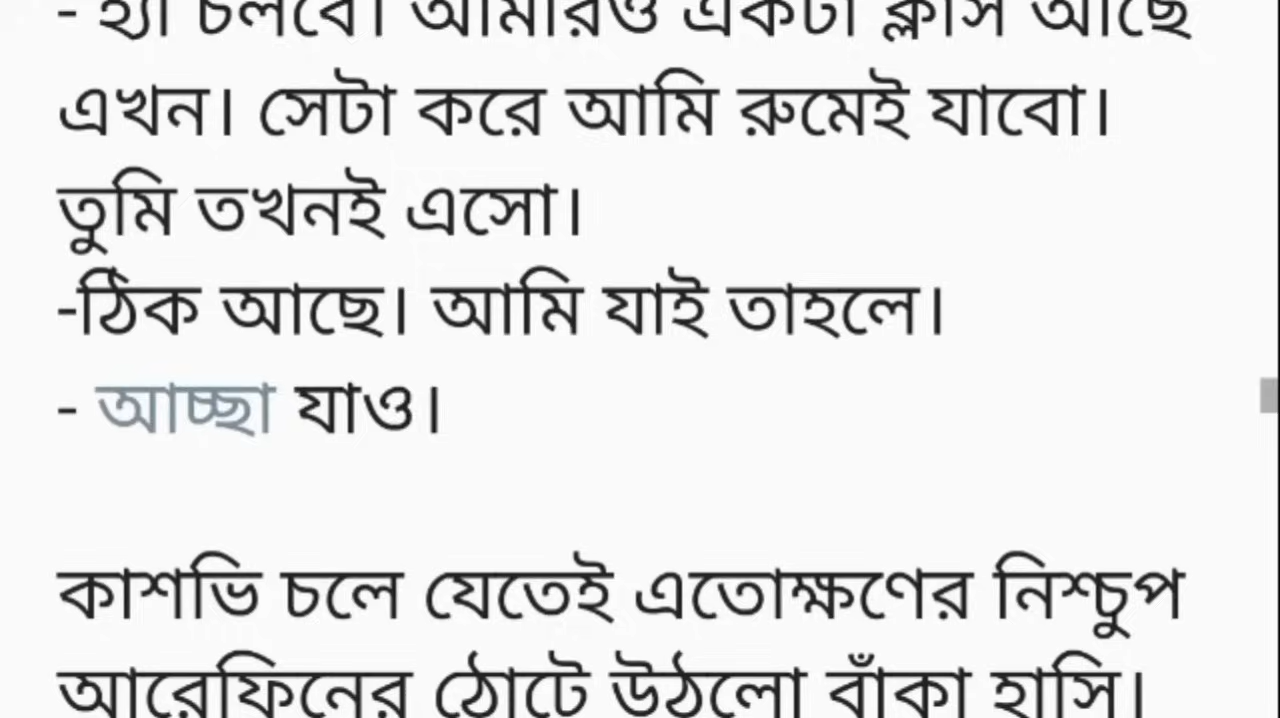 - হ্যা চলবে। আমারও একটা ক্লাস আছে
এখন। সেটা করে আমি রুমেই যাবো।
তুমি তখনই এসো।
-ঠিক আছে। আমি যাই তাহলে।
- আচ্ছা যাও।
কাশভি চলে যেতেই এতোক্ষণের নিশ্চুপ
আরেফিনের ঠোটে উঠলো বাঁকা হাসি।